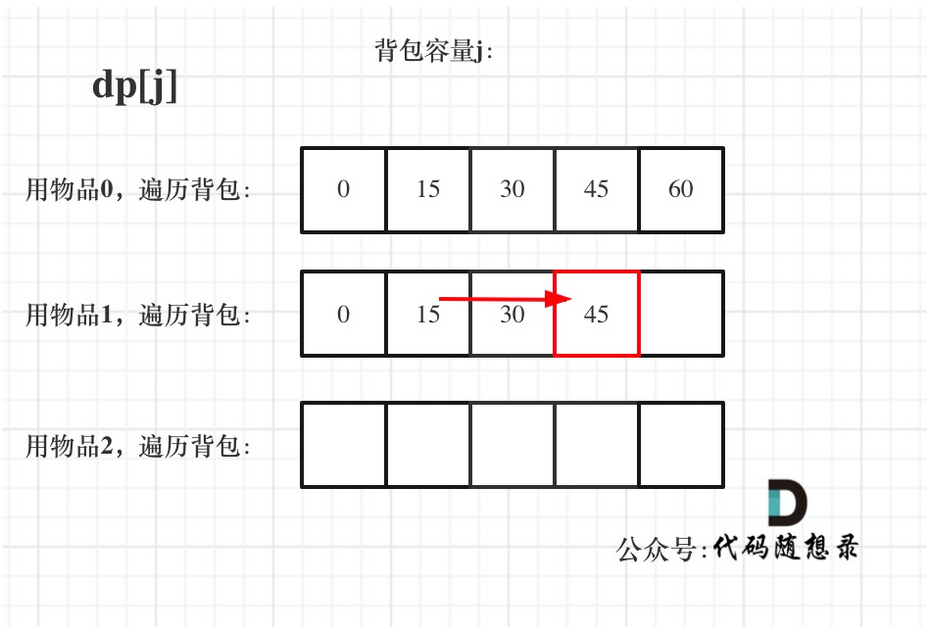 背包容量j：
dp[j]
用物品0，遍历背包： 0 15 30 45 60
用物品1，遍历背包： 0 15 30 45
用物品2，遍历背包：
公众号:代码随想录